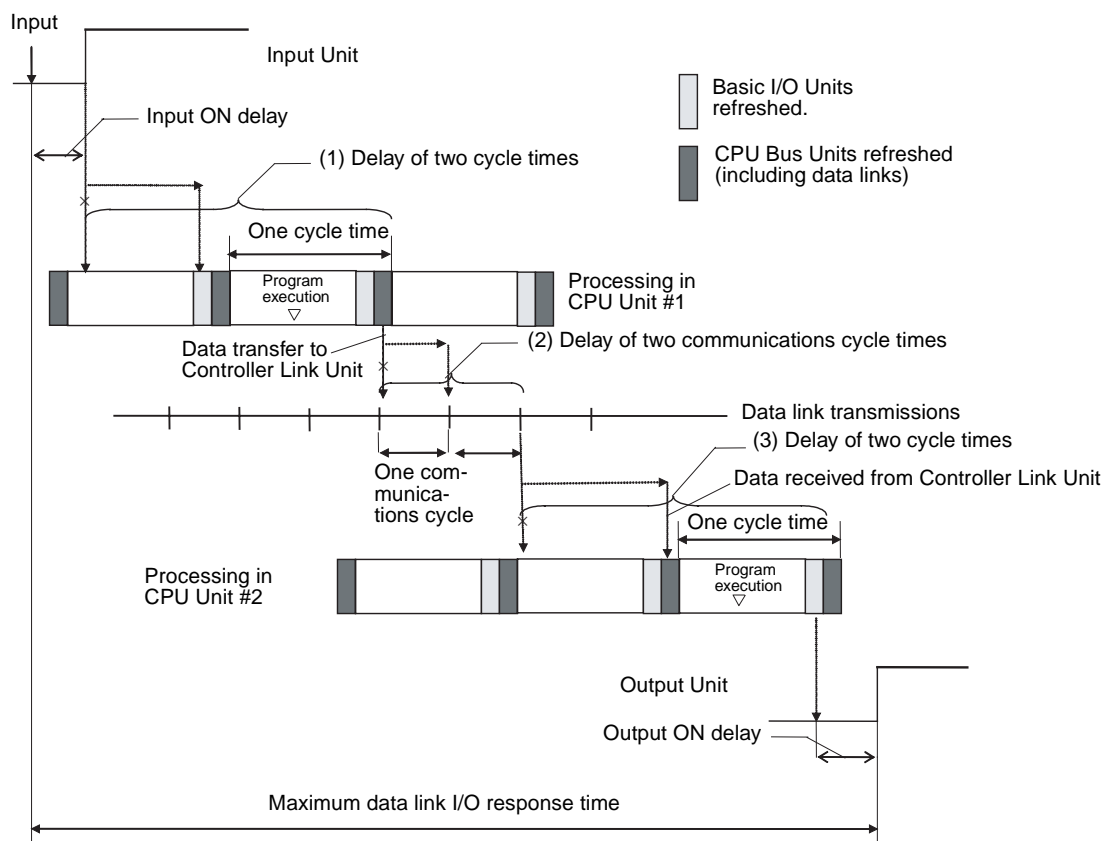 Input
Input Unit
Basic I/O Units
refreshed.
Input ON delay
CPU Bus Units refreshed
(including data links)
(1) Delay of two cycle times
One cycle time
Program
execution
Processing in
CPU Unit #1
Data transfer to
Controller Link Unit
(2) Delay of two communications cycle times
Data link transmissions
(3) Delay of two cycle times
One com-
munica-
tions cycle
Data received from Controller Link Unit
One cycle time
Processing in
CPU Unit #2
Program
execution
Output Unit
Output ON delay
Maximum data link I/O response time